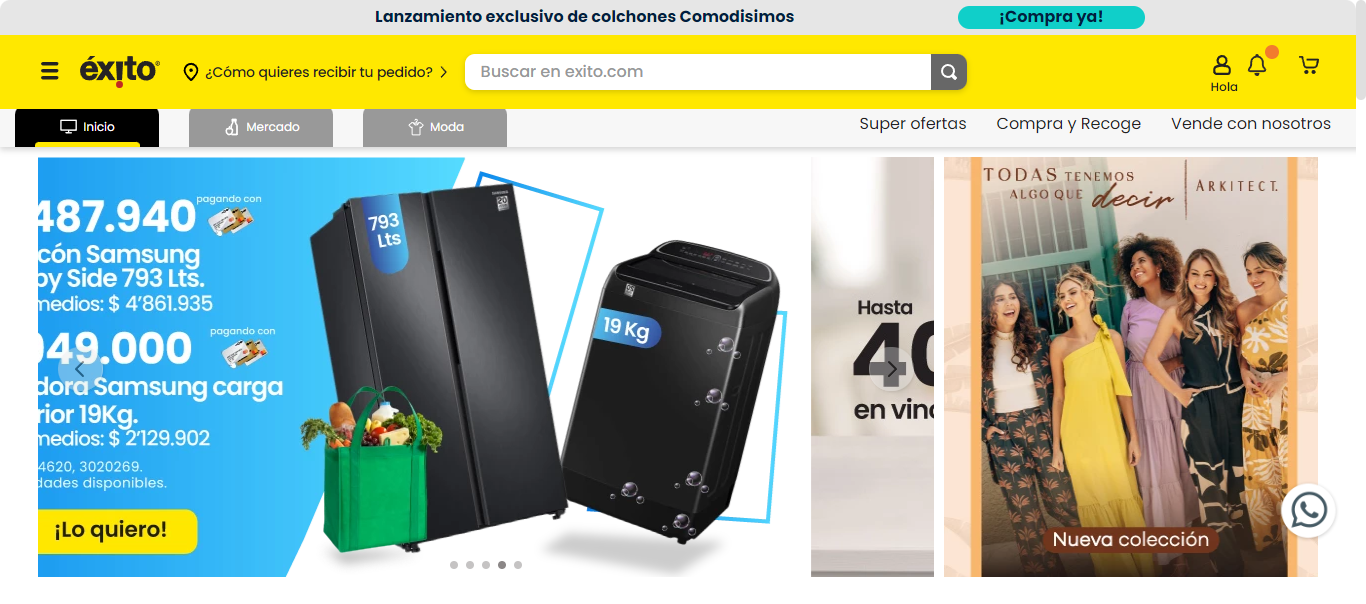 Lanzamiento exclusivo de colchones Comodisimos
¡Compra ya!
éxito
¿Cómo quieres recibir tu pedido?
Buscar en exito.com
Hola
Inicio
Mercado
Moda
Super ofertas
Compra y Recoge
Vende con nosotros
487.940
pagando con
cón Samsung
by Side 793 Lts.
medios: $ 4'861.935
049.000
pagando con
dora Samsung carga
rior 19Kg.
medios: $ 2'129.902
4620, 3020269.
dades disponibles.
¡Lo quiero!
793
Lts
SAMSUNG
20
19 Kg
Hasta
40
en vino
TODAS TENEMOS
ALGO QUE decir
ARKITECT.
Nueva colección